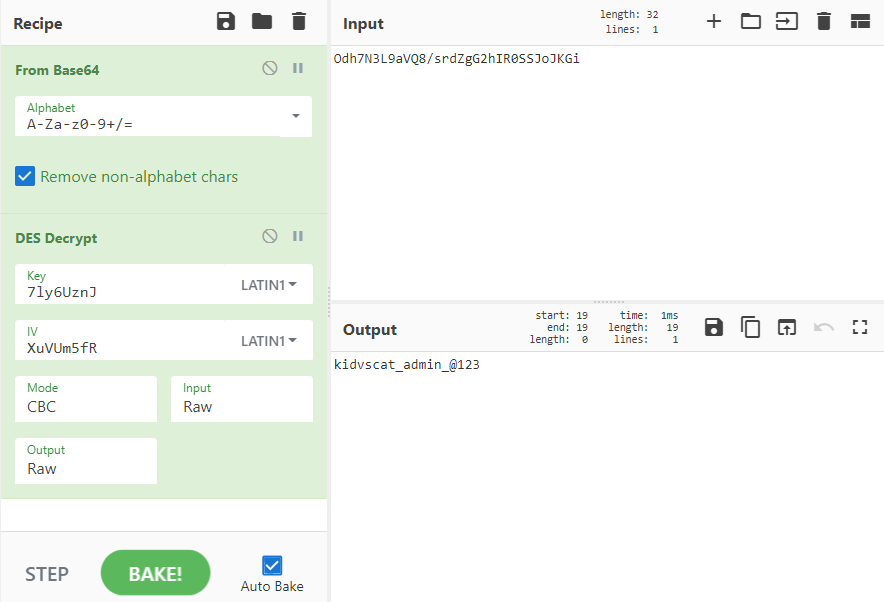 Recipe
From Base64
Alphabet
A-Za-z0-9+/=
Remove non-alphabet chars
DES Decrypt
Key
7ly6UznJ
LATIN1
IV
XuVUm5fR
LATIN1
Mode
CBC
Input
Raw
Output
Raw
STEP
BAKE!
Auto Bake
Input
length: 32
lines: 1
Odh7N3L9aVQ8/srdZgG2hIR0SSJoJKGi
Output
start: 19
end: 19
length: 0
time: 1ms
length: 19
lines: 1
kidvscat_admin_@123